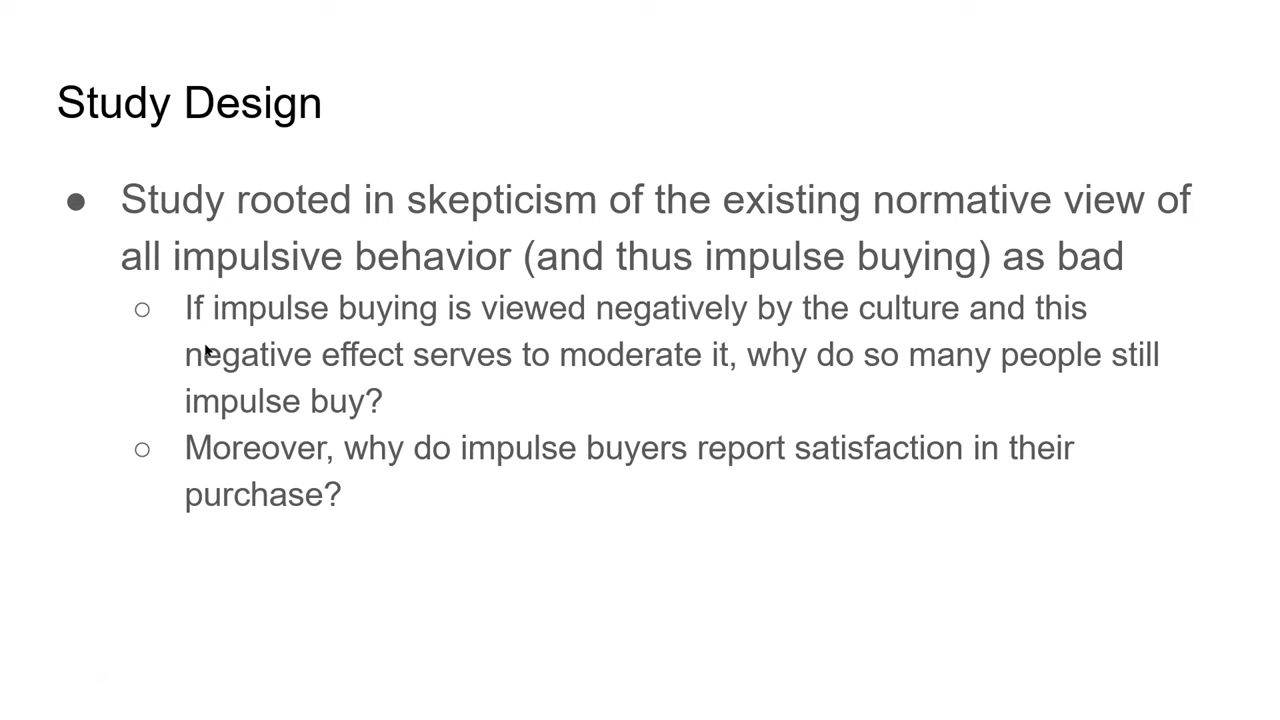 Study Design
● Study rooted in skepticism of the existing normative view of
all impulsive behavior (and thus impulse buying) as bad
○ If impulse buying is viewed negatively by the culture and this
negative effect serves to moderate it, why do so many people still
impulse buy?
○ Moreover, why do impulse buyers report satisfaction in their
purchase?